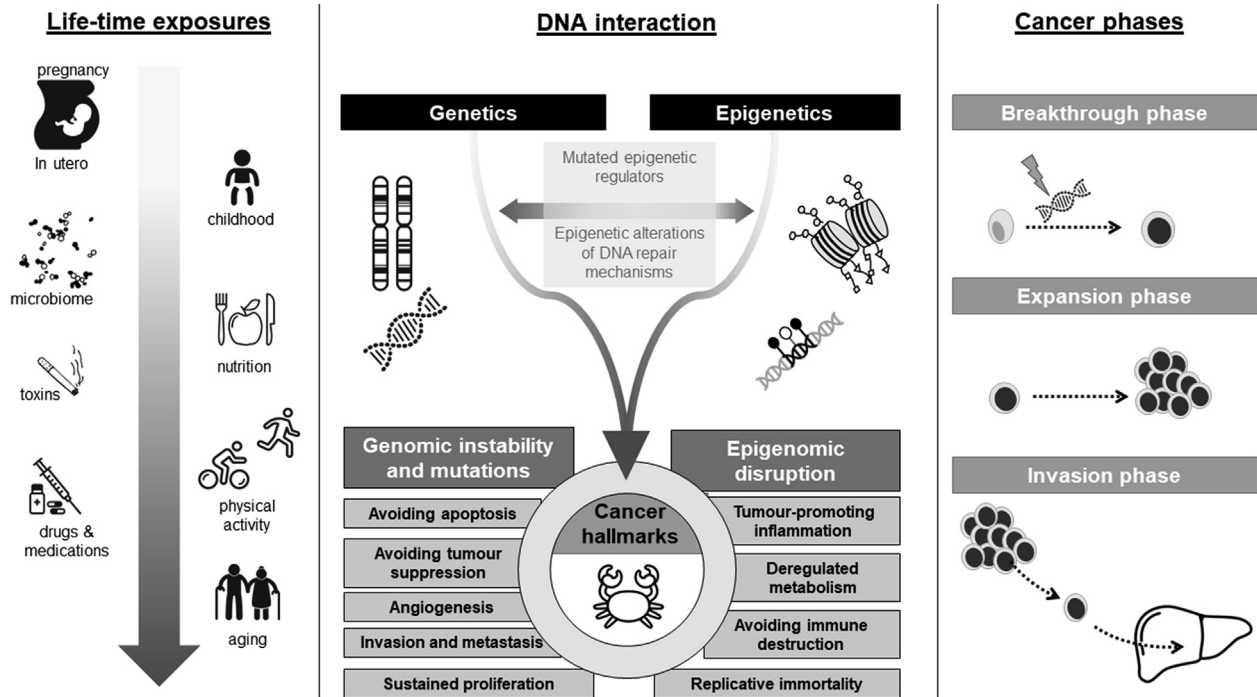 Life-time exposures
pregnancy
In utero
childhood
microbiome
nutrition
toxins
physical
activity
drugs &
medications
aging
DNA interaction
Genetics
Epigenetics
Mutated epigenetic
regulators
Epigenetic alterations
of DNA repair
mechanisms
Genomic instability
and mutations
Epigenomic
disruption
Cancer
hallmarks
Avoiding apoptosis
Avoiding tumour
suppression
Angiogenesis
Invasion and metastasis
Sustained proliferation
Tumour-promoting
inflammation
Deregulated
metabolism
Avoiding immune
destruction
Replicative immortality
Cancer phases
Breakthrough phase
Expansion phase
Invasion phase